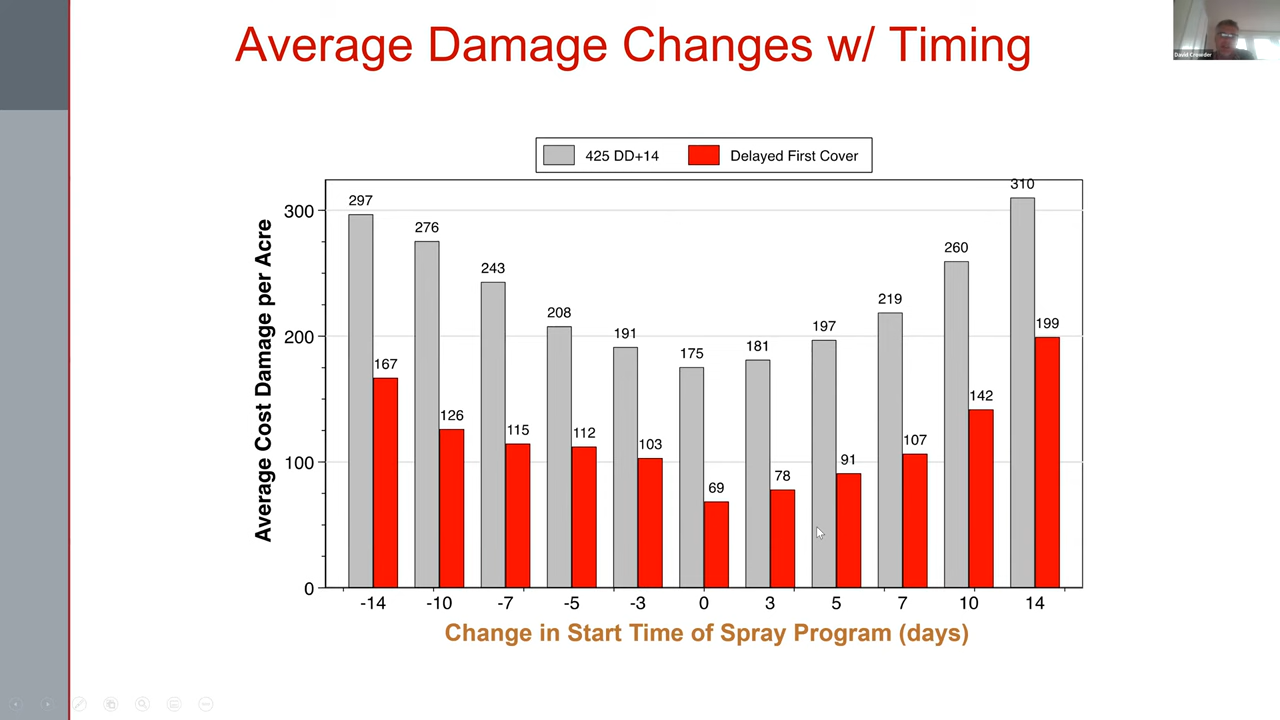 Average Damage Changes w/ Timing
David Crowder
425 DD+14 Delayed First Cover
Average Cost Damage per Acre
300
200
100
0
297 167
276 126
243 115
208 112
191 103
175 69
181 78
197 91
219 107
260 142
310 199
-14 -10 -7 -5 -3 0 3 5 7 10 14
Change in Start Time of Spray Program (days)